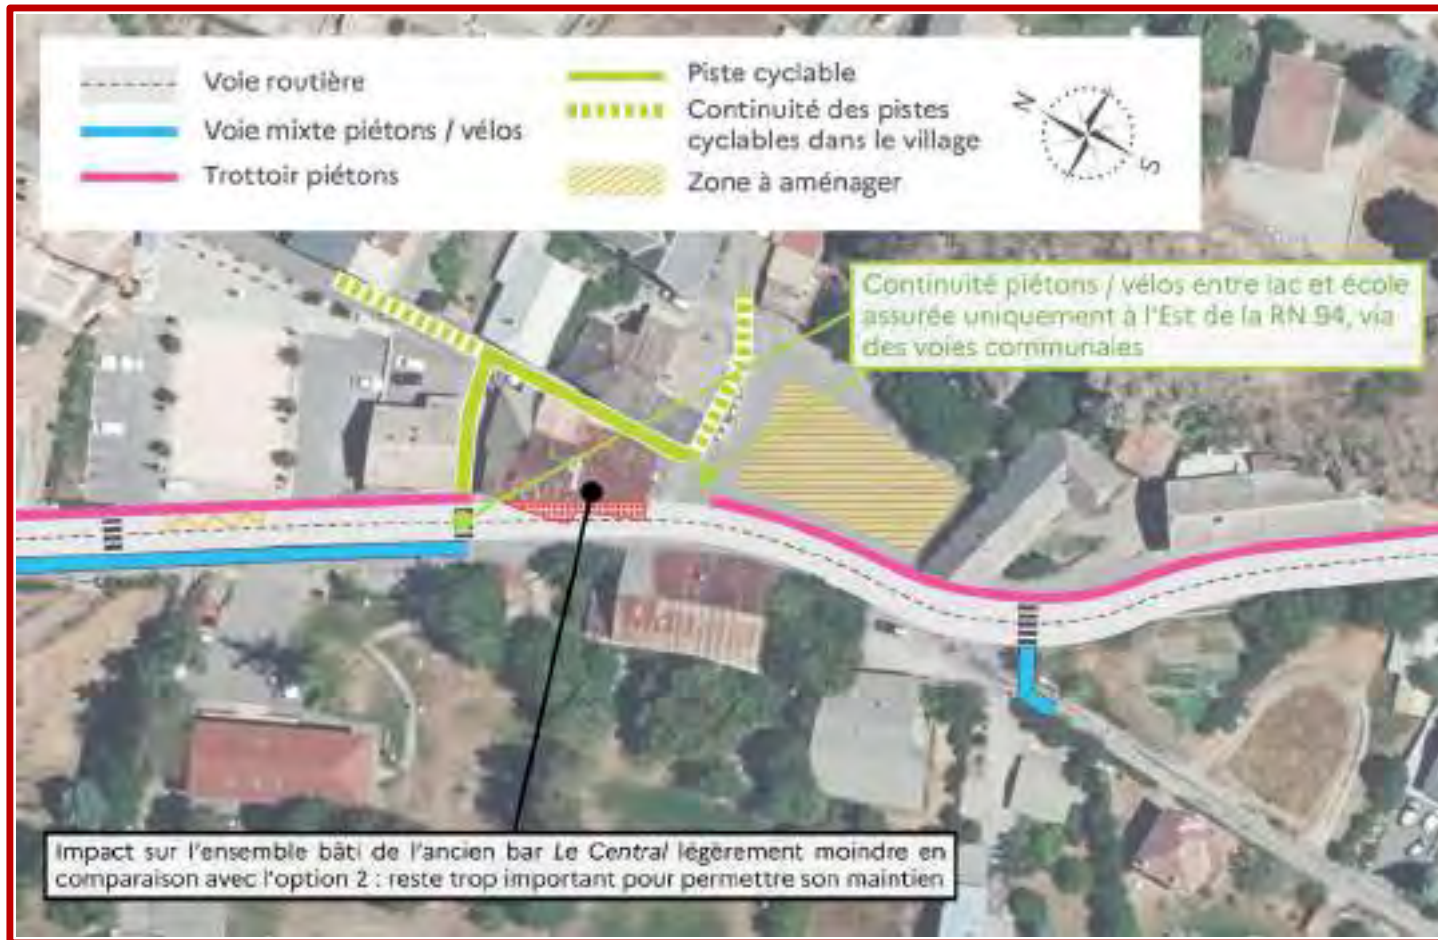 Voie routière
Voie mixte piétons / vélos
Trottoir piétons
Piste cyclable
Continuité des pistes
cyclables dans le village
Zone à aménager
N
S
Continuité piétons / vélos entre lac et école
assurée uniquement à l'Est de la RN 94, via
des voies communales
Impact sur l'ensemble bâti de l'ancien bar Le Central légèrement moindre en
comparaison avec l'option 2 : reste trop important pour permettre son maintien